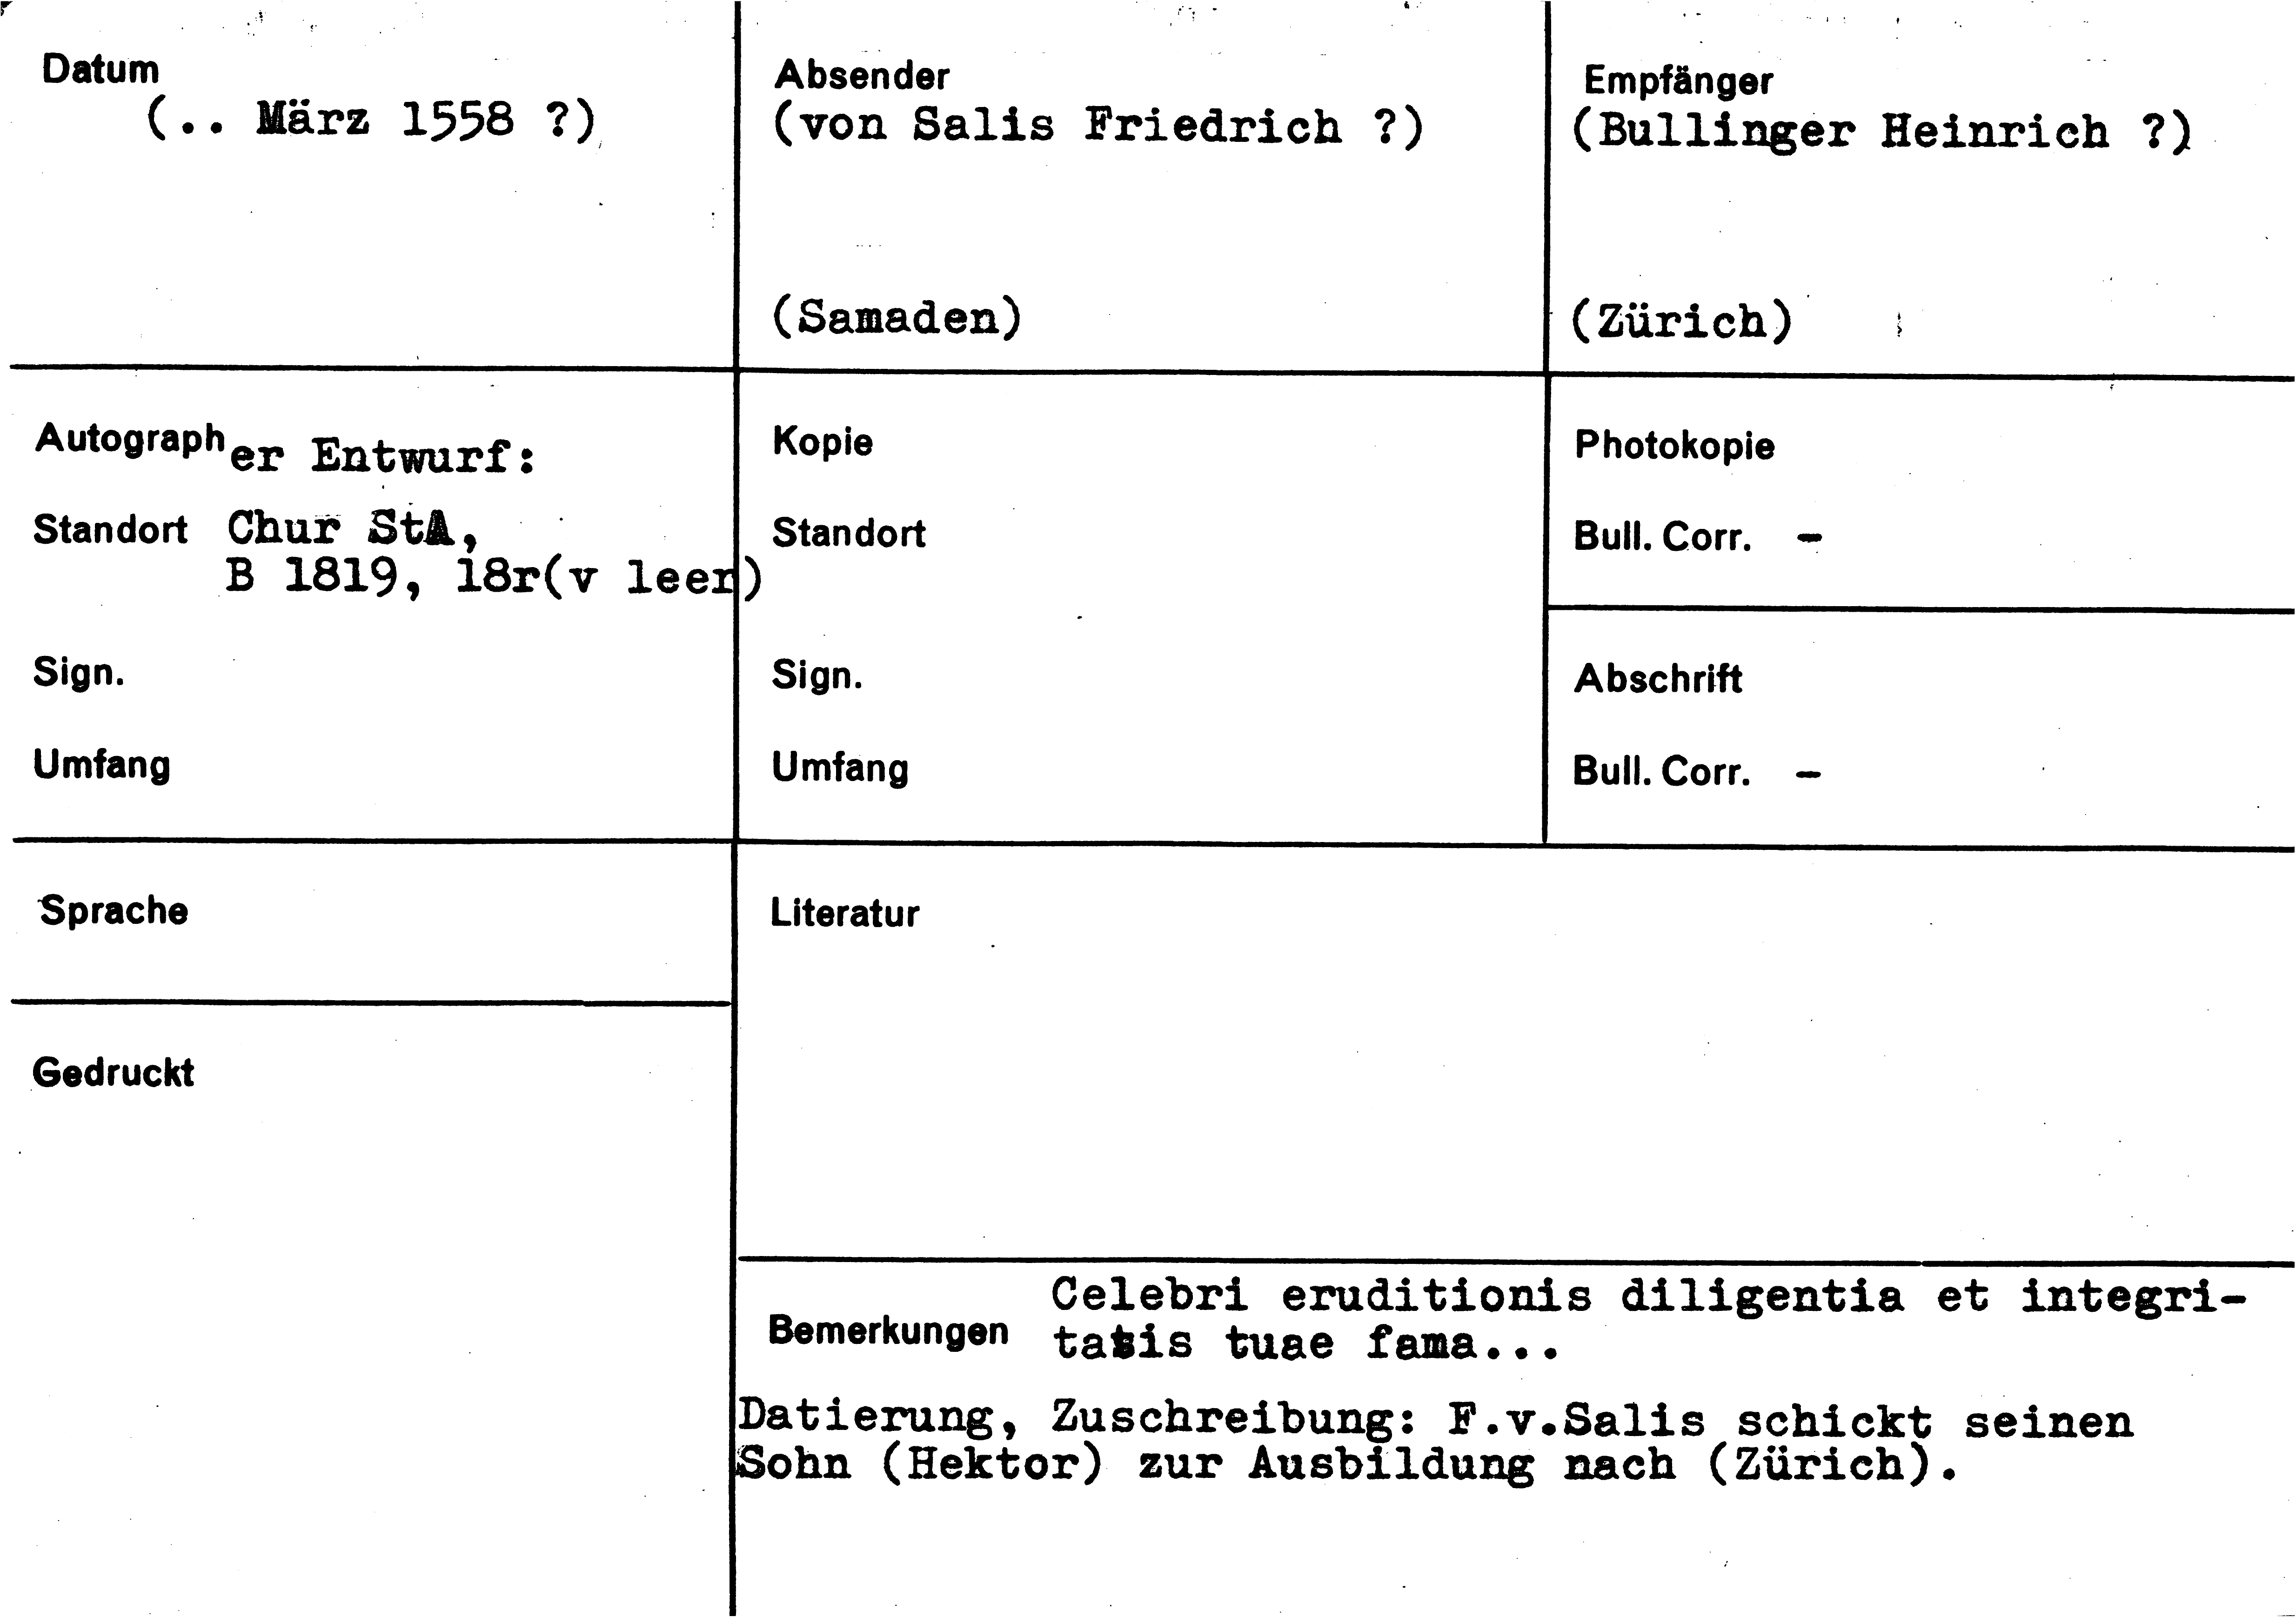 Datum
(.. März 1558 ?)
Absender
(von Salis Friedrich ?)
(Samaden)
Empfänger
(Bullinger Heinrich ?)
(Zürich)
Autographer Entwurf:
Standort Chur StA,
B 1819, 18r(v leer)
Sign.
Umfang
Kopie
Standort
Sign.
Umfang
Photokopie
Bull. Corr. -
Abschrift
Bull. Corr. -
Sprache
Gedruckt
Literatur
Bemerkungen Celebri eruditionis diligentia et integri-
tatis tuae fama...
Datierung, Zuschreibung: F.v.Salis schickt seinen
Sohn (Hektor) zur Ausbildung nach (Zürich).